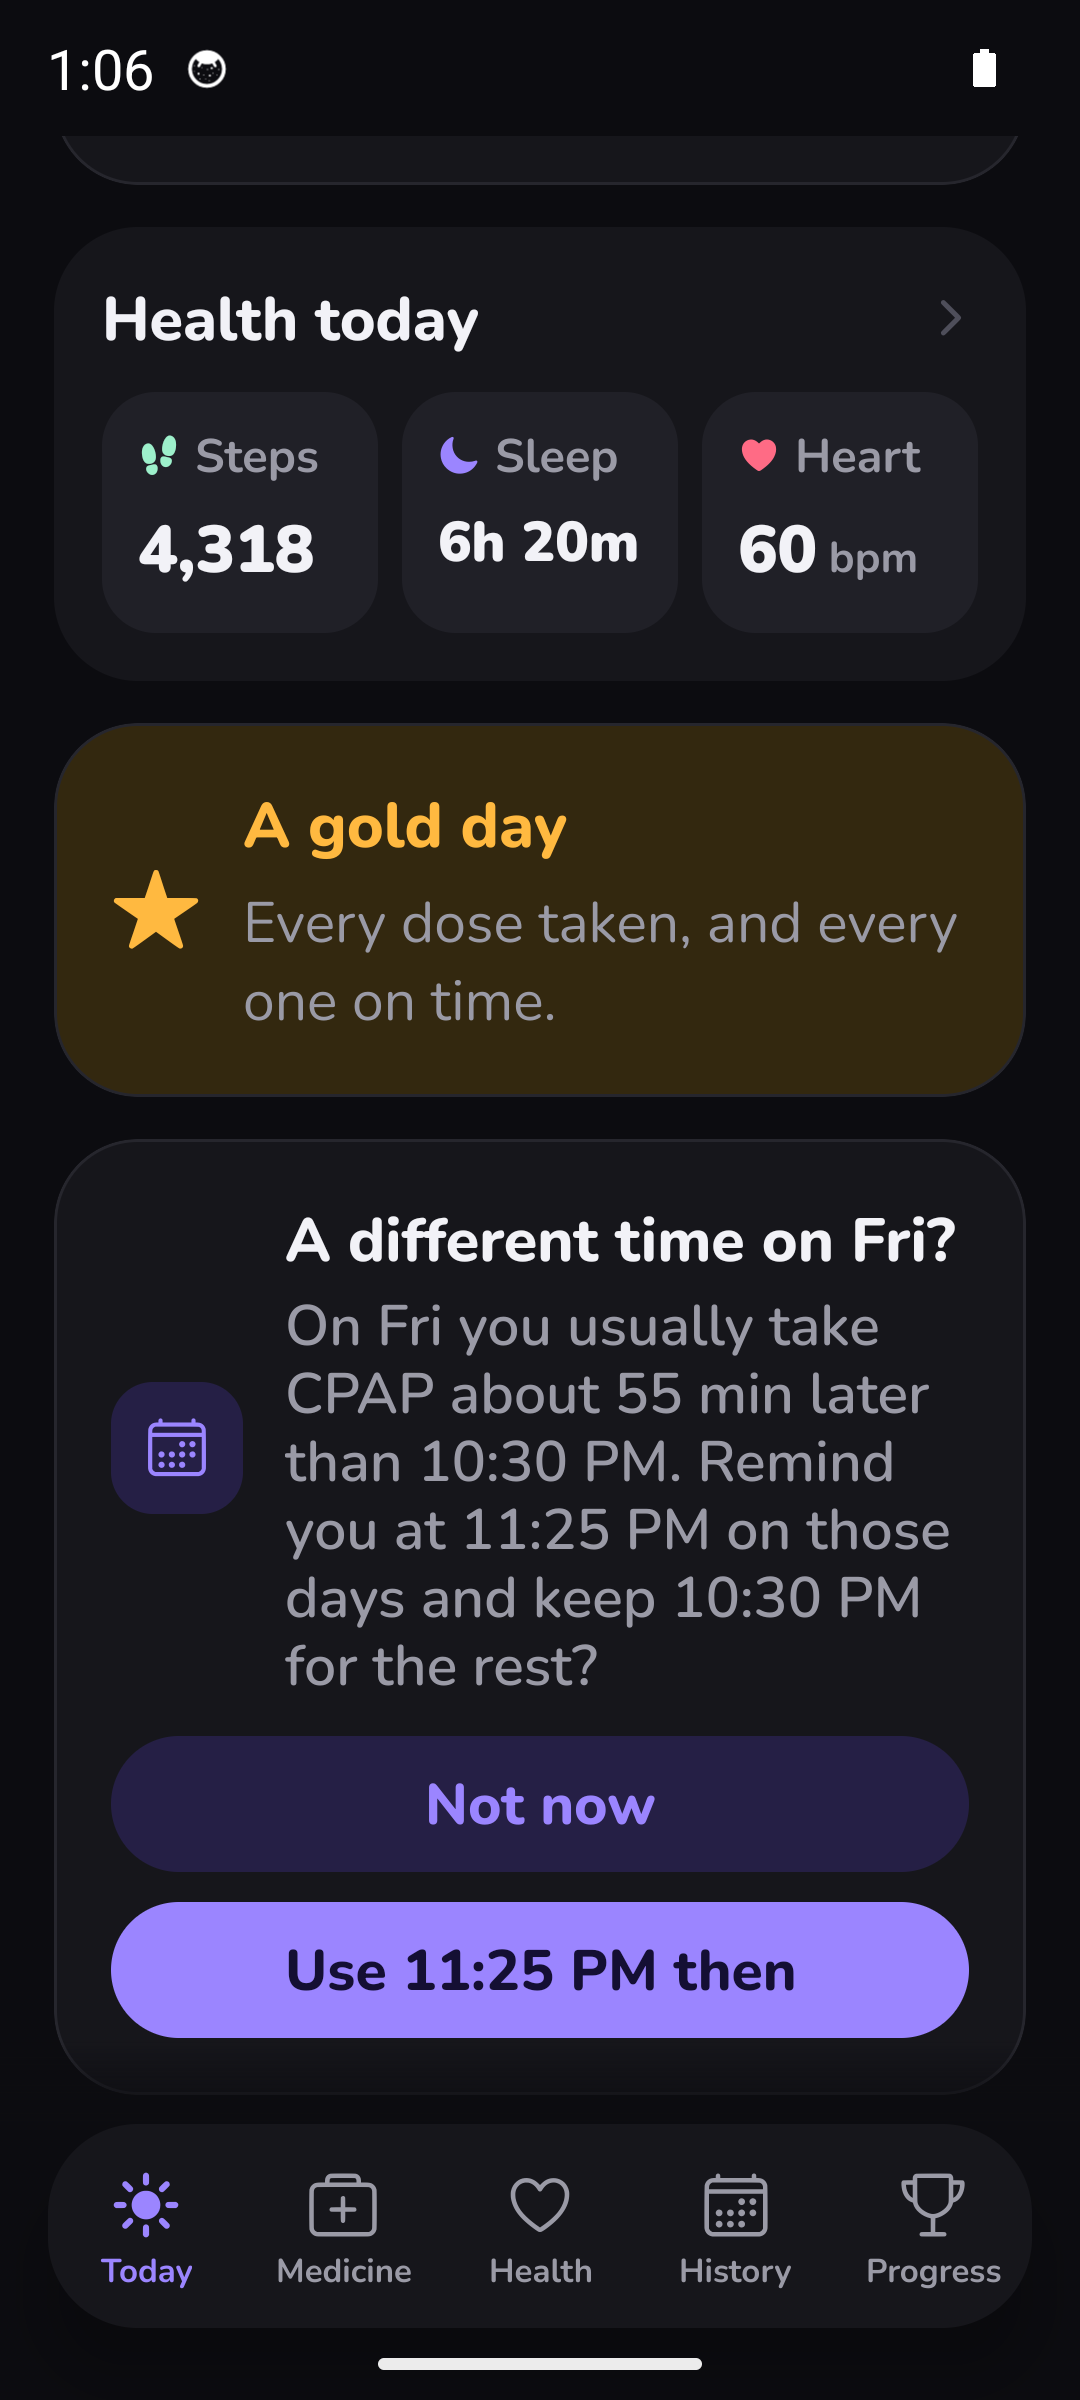 1:06
Health today
Steps
Sleep
Heart
4,318
6h 20m
60 bpm
A gold day
Every dose taken, and every
one on time.
A different time on Fri?
On Fri you usually take
CPAP about 55 min later
than 10:30 PM. Remind
you at 11:25 PM on those
days and keep 10:30 PM
for the rest?
Not now
Use 11:25 PM then
Today
Medicine
Health
History
Progress